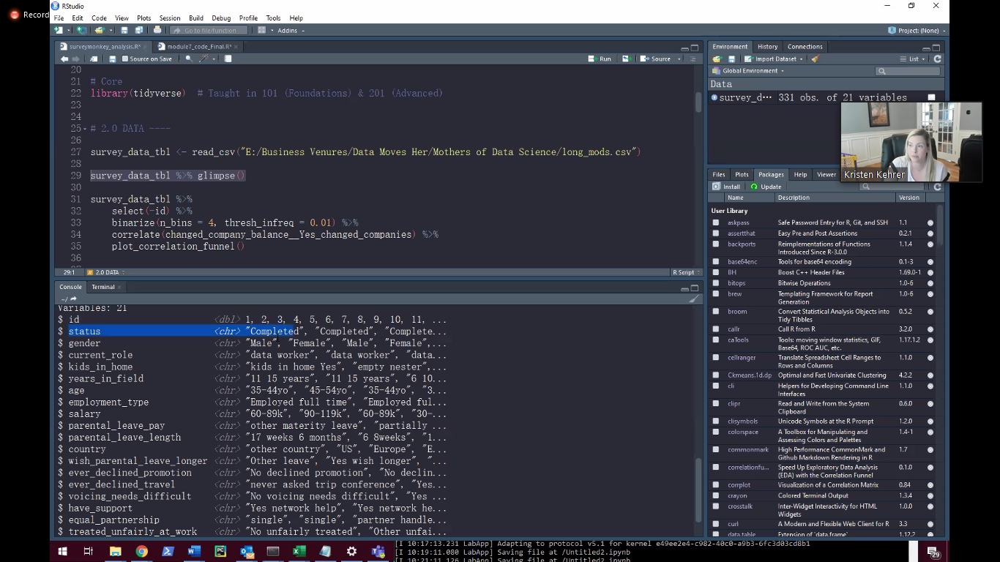 Record
RStudio
File Edit Code View Plots Session Build Debug Profile Tools Help
Go to file/function Addins
Project: (None)
surveymonkey_analysis.R* module7_code_Final.R*
Source on Save Run Source
20
21 # Core
22 library(tidyverse) # Taught in 101 (Foundations) & 201 (Advanced)
23
24
25 # 2.0 DATA ----
26
27 survey_data_tbl <- read_csv("E:/Business Venures/Data Moves Her/Mothers of Data Science/long_mods.csv")
28
29 survey_data_tbl %>% glimpse()
30
31 survey_data_tbl %>%
32 select(-id) %>%
33 binarize(n_bins = 4, thresh_infreq = 0.01) %>%
34 correlate(changed_company_balance__Yes_changed_companies) %>%
35 plot_correlation_funnel()
36
29:1 2.0 DATA R Script
Console Terminal
~/
Variables: 21
$ id <dbl> 1, 2, 3, 4, 5, 6, 7, 8, 9, 10, 11, ...
$ status <chr> "Completed", "Completed", "Complete...
$ gender <chr> "Male", "Female", "Male", "Female",...
$ current_role <chr> "data worker", "data worker", "data...
$ kids_in_home <chr> "kids in home Yes", "empty nester",...
$ years_in_field <chr> "11 15 years", "11 15 years", "6 10...
$ age <chr> "35-44yo", "45-54yo", "35-44yo", "3...
$ employment_type <chr> "Employed full time", "Employed ful...
$ salary <chr> "60-89k", "90-119k", "60-89k", "30-...
$ parental_leave_pay <chr> "other materity leave", "partially ...
$ parental_leave_length <chr> "17 weeks 6 months", "6 8weeks", "1...
$ country <chr> "other country", "US", "Europe", "E...
$ wish_parental_leave_longer <chr> "Other leave", "Yes wish longer", "...
$ ever_declined_promotion <chr> "No declined promotion", "No declin...
$ ever_declined_travel <chr> "never asked trip conference", "Yes...
$ voicing_needs_difficult <chr> "No voicing needs difficult", "Yes ...
$ have_support <chr> "Yes network help", "Yes network he...
$ equal_partnership <chr> "single", "single", "partner handle...
$ treated_unfairly_at_work <chr> "No unfairly treated", "Other unfai...
Environment History Connections
Import Dataset List
Global Environment
Data
survey_d… 331 obs. of 21 variables
Kristen Kehrer
Files Plots Packages Help Viewer
Install Update
Name Description Version
User Library
askpass Safe Password Entry for R, Git, and SSH 1.1
assertthat Easy Pre and Post Assertions 0.2.1
backports Reimplementations of Functions Introduced Since R-3.0.0 1.1.4
base64enc Tools for base64 encoding 0.1-3
BH Boost C++ Header Files 1.69.0-1
bitops Bitwise Operations 1.0-6
brew Templating Framework for Report Generation 1.0-6
broom Convert Statistical Analysis Objects into Tidy Tibbles 0.5.2
callr Call R from R 3.3.1
caTools Tools: moving window statistics, GIF, Base64, ROC AUC, etc. 1.17.1.2
cellranger Translate Spreadsheet Cell Ranges to Rows and Columns 1.1.0
Ckmeans.1d.dp Optimal and Fast Univariate Clustering 4.2.2
cli Helpers for Developing Command Line Interfaces 1.1.0
clipr Read and Write from the System Clipboard 0.6.0
clisymbols Unicode Symbols at the R Prompt 1.2.0
colorspace A Toolbox for Manipulating and Assessing Colors and Palettes 1.4-1
commonmark High Performance CommonMark and Github Markdown Rendering in R 1.7
correlationfu... Speed Up Exploratory Data Analysis (EDA) with the Correlation Funnel 0.1.0
corrplot Visualization of a Correlation Matrix 0.84
crayon Colored Terminal Output 1.3.4
crosstalk Inter-Widget Interactivity for HTML Widgets 1.0.0
curl A Modern and Flexible Web Client for R 3.3
data.table Extension of `data.frame` 1.12.2
[I 10:17:13.231 LabApp] Adapting to protocol v5.1 for kernel e49ee2e4-c982-40c0-a9b3-6fc3d03cd8b1
[I 10:21:11.126 LabApp] Saving file at /Untitled2.ipynb
[I 10:19:09.080 LabApp] Saving file at /Untitled2.ipynb
29